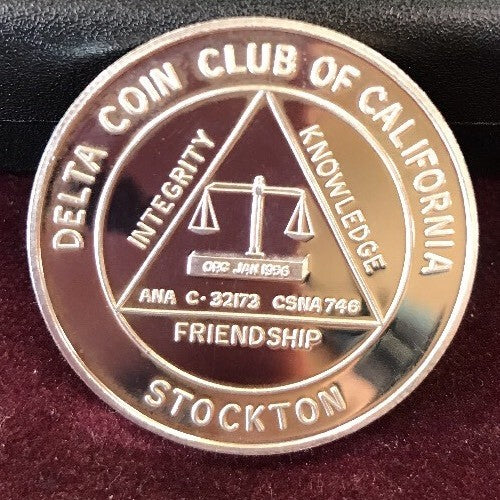 DELTA COIN CLUB OF CALIFORNIA
INTEGRITY
KNOWLEDGE
ORG JAN 1956
ANA C-32173 CSNA 746
FRIENDSHIP
STOCKTON